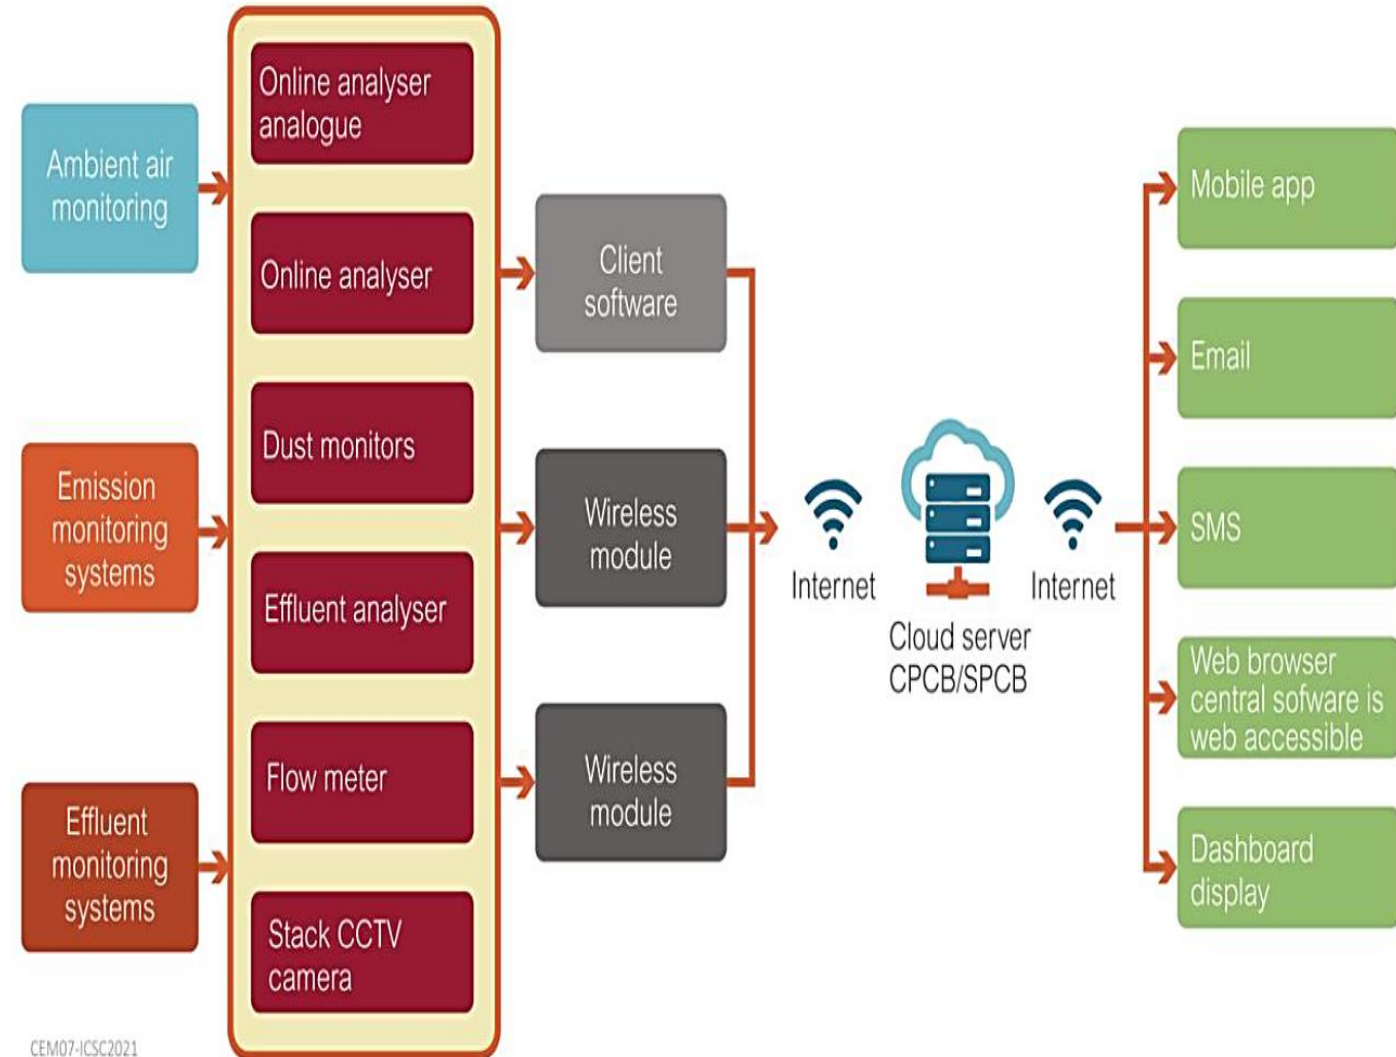 Ambient air
monitoring
Emission
monitoring
systems
Effluent
monitoring
systems
Online analyser
analogue
Online analyser
Dust monitors
Effluent analyser
Flow meter
Stack CCTV
camera
Client
software
Wireless
module
Wireless
module
Internet
Cloud server
CPCB/SPCB
Internet
Mobile app
Email
SMS
Web browser
central sofware is
web accessible
Dashboard
display
CEM07-ICSC2021